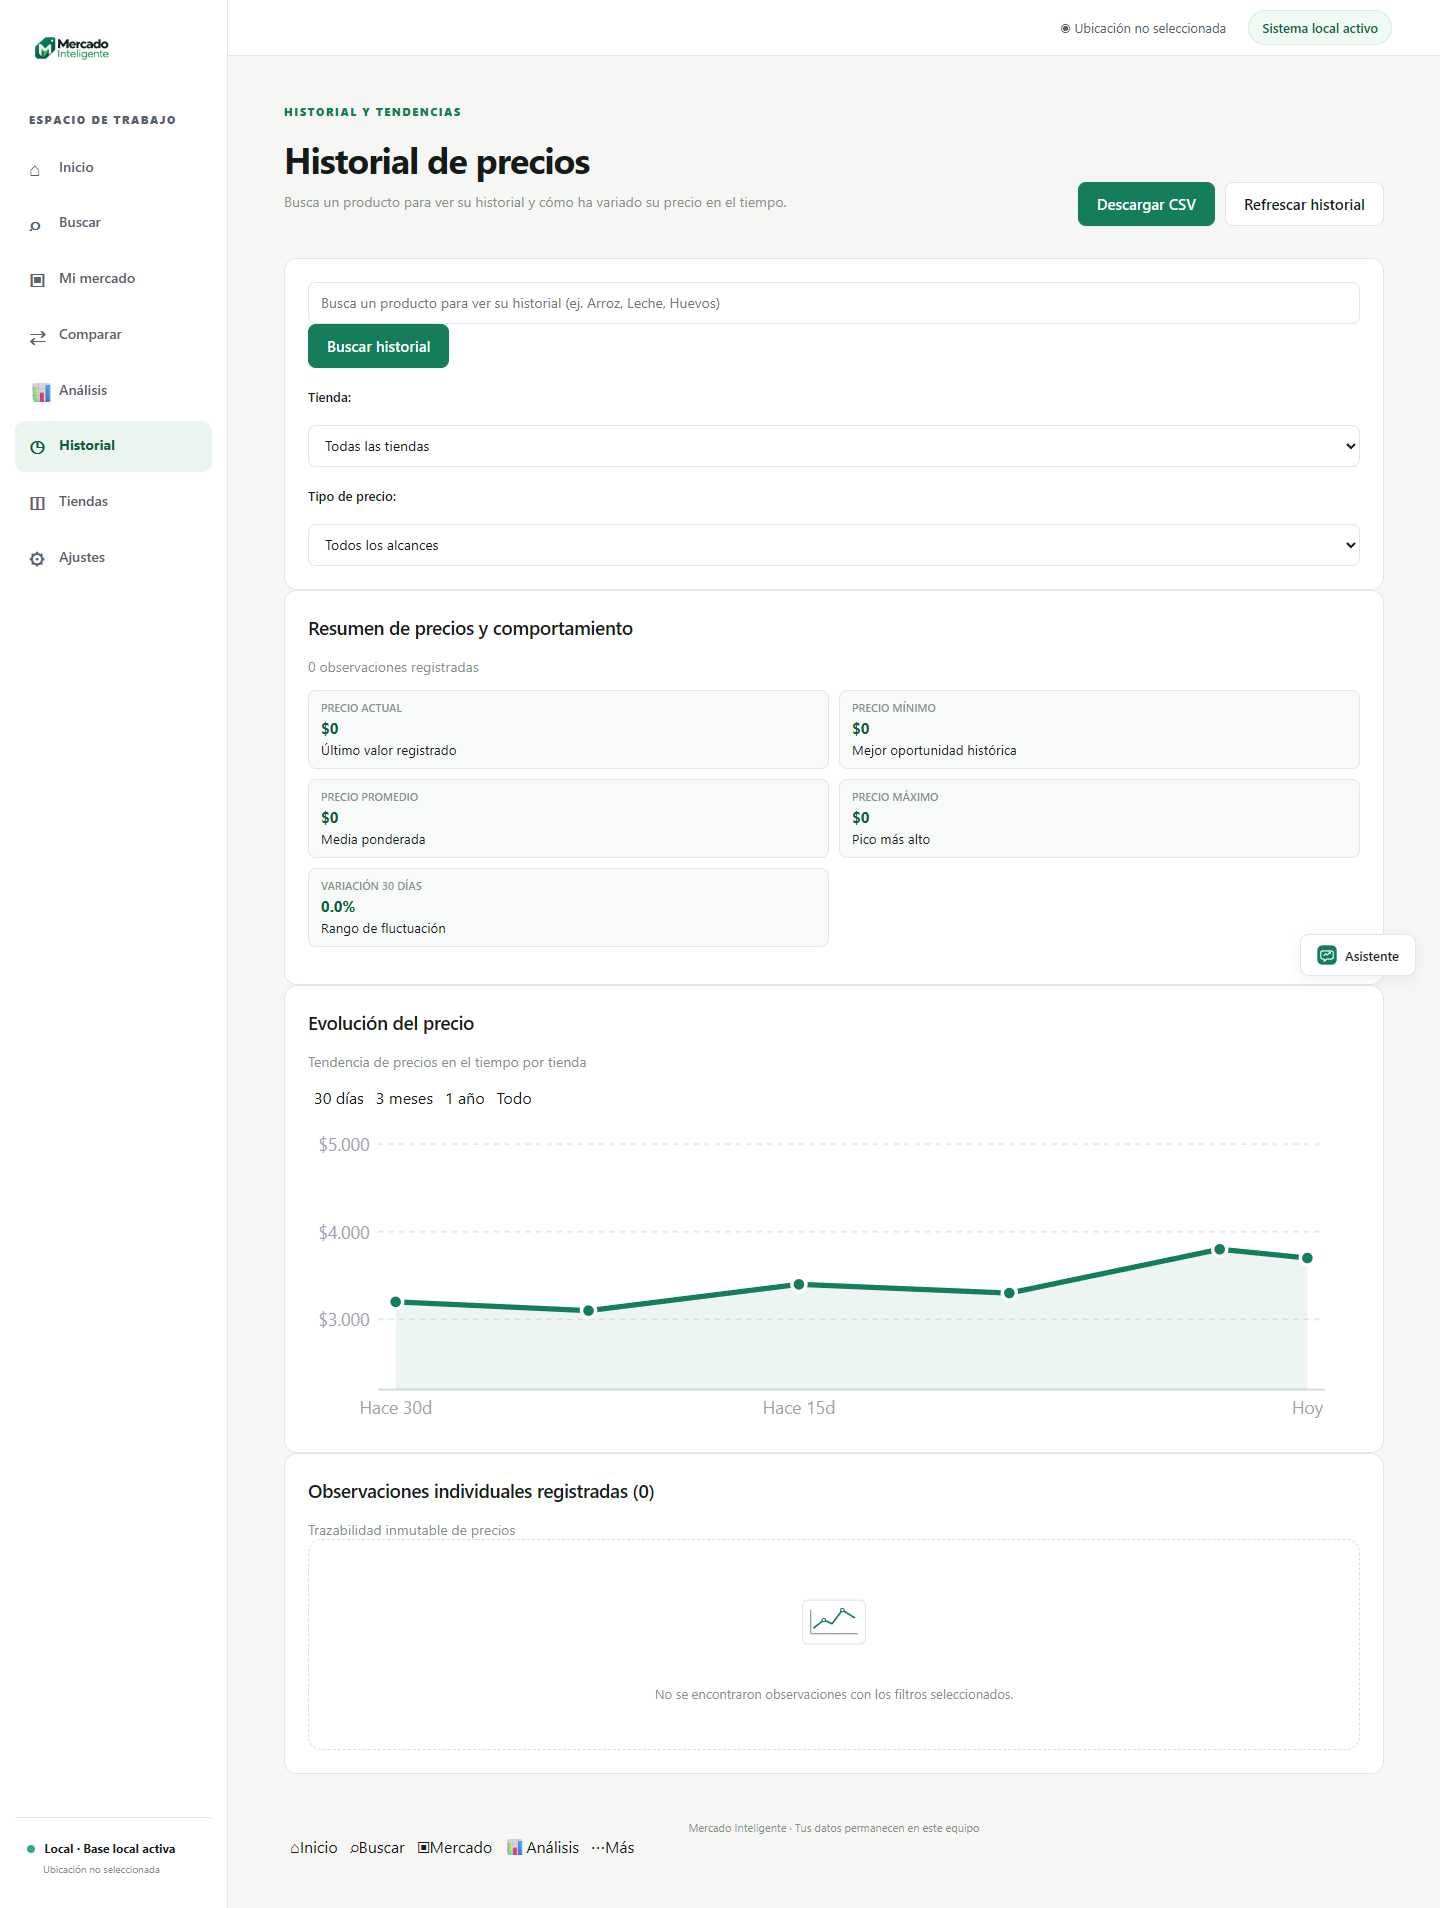 Mercado
Inteligente
ESPACIO DE TRABAJO
Inicio
Buscar
Mi mercado
Comparar
Análisis
Historial
Tiendas
Ajustes
Local · Base local activa
Ubicación no seleccionada
Ubicación no seleccionada
Sistema local activo
HISTORIAL Y TENDENCIAS
Historial de precios
Busca un producto para ver su historial y cómo ha variado su precio en el tiempo.
Descargar CSV
Refrescar historial
Busca un producto para ver su historial (ej. Arroz, Leche, Huevos)
Buscar historial
Tienda:
Todas las tiendas
Tipo de precio:
Todos los alcances
Resumen de precios y comportamiento
0 observaciones registradas
PRECIO ACTUAL
$0
Último valor registrado
PRECIO MÍNIMO
$0
Mejor oportunidad histórica
PRECIO PROMEDIO
$0
Media ponderada
PRECIO MÁXIMO
$0
Pico más alto
VARIACIÓN 30 DÍAS
0.0%
Rango de fluctuación
Asistente
Evolución del precio
Tendencia de precios en el tiempo por tienda
30 días 3 meses 1 año Todo
$5.000
$4.000
$3.000
Hace 30d Hace 15d Hoy
Observaciones individuales registradas (0)
Trazabilidad inmutable de precios
No se encontraron observaciones con los filtros seleccionados.
Mercado Inteligente · Tus datos permanecen en este equipo
Inicio Buscar Mercado Análisis ···Más